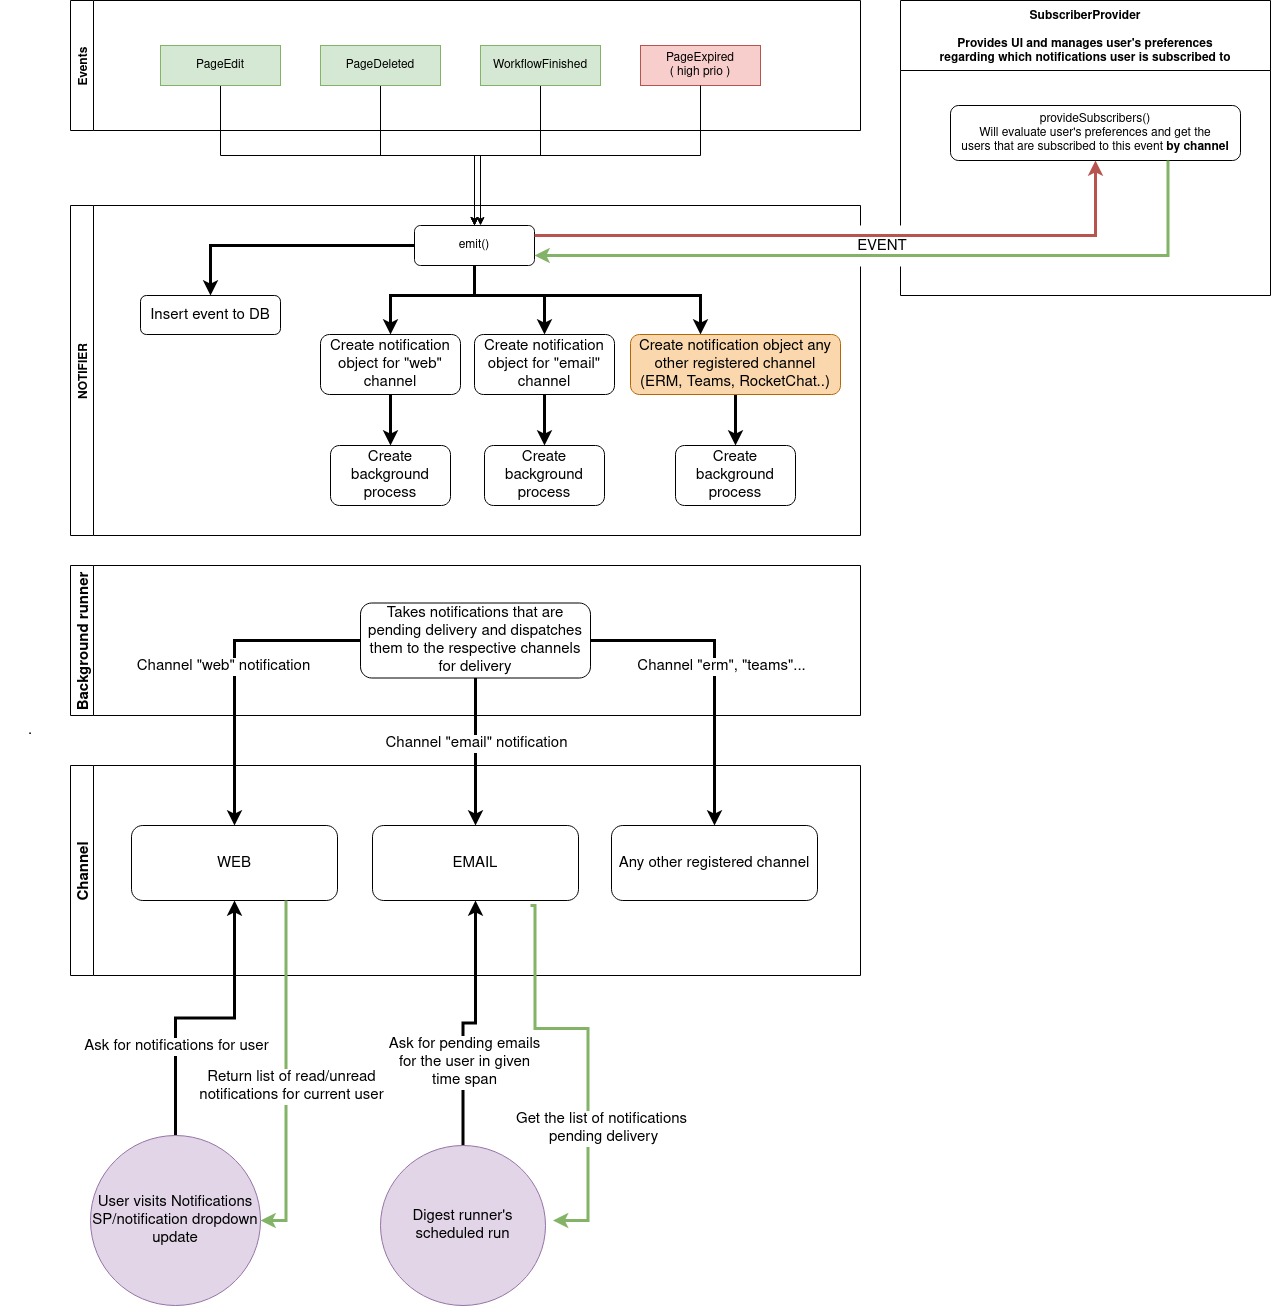 Events
PageEdit
PageDeleted
WorkflowFinished
PageExpired
( high prio )
SubscriberProvider
Provides UI and manages user's preferences
regarding which notifications user is subscribed to
provideSubscribers()
Will evaluate user's preferences and get the
users that are subscribed to this event by channel
NOTIFIER
emit()
EVENT
Insert event to DB
Create notification
object for "web"
channel
Create notification
object for "email"
channel
Create notification object any
other registered channel
(ERM, Teams, RocketChat..)
Create
background
process
Create
background
process
Create
background
process
Background runner
Takes notifications that are
pending delivery and dispatches
them to the respective channels
for delivery
Channel "web" notification
Channel "erm", "teams"...
.
Channel "email" notification
Channel
WEB
EMAIL
Any other registered channel
Ask for notifications for user
Return list of read/unread
notifications for current user
Ask for pending emails
for the user in given
time span
Get the list of notifications
pending delivery
User visits Notifications
SP/notification dropdown
update
Digest runner's
scheduled run